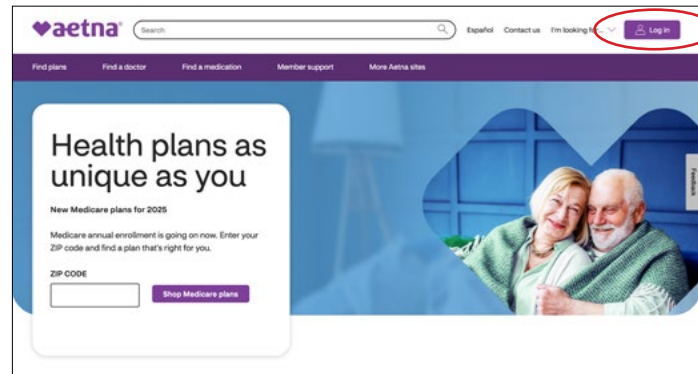 aetna®
Search
Español Contact us I'm looking for... Log in
Find plans Find a doctor Find a medication Member support More Aetna sites
Health plans as
unique as you
New Medicare plans for 2025
Medicare annual enrollment is going on now. Enter your
ZIP code and find a plan that's right for you.
ZIP CODE
Shop Medicare plans
Feedback